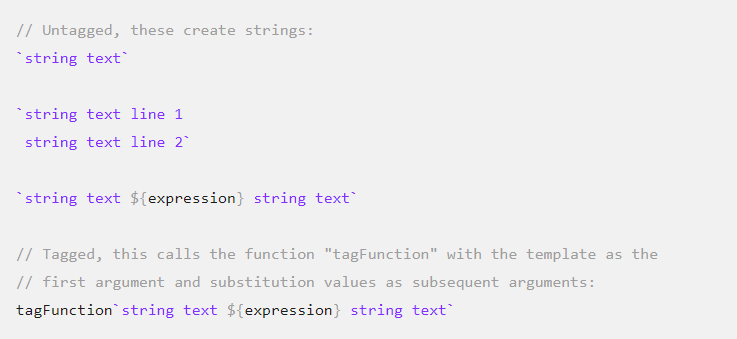 // Untagged, these create strings:
`string text`
`string text line 1
 string text line 2`
`string text ${expression} string text`
// Tagged, this calls the function "tagFunction" with the template as the
// first argument and substitution values as subsequent arguments:
tagFunction`string text ${expression} string text`